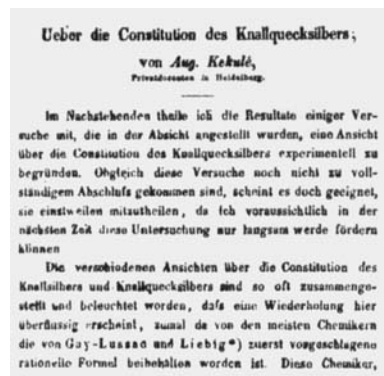 Ueber die Constitution des Knallquecksilbers;
von Aug. Kekulé,
Privatdocenten in Heidelberg.
Im Nachstehenden theile ich die Resultate einiger Ver-
suche mit, die in der Absicht angestellt wurden, eine Ansicht
über die Constitution des Knallquecksilbers experimentell zu
begründen. Obgleich diese Versuche noch nicht zu voll-
ständigem Abschluſs gekommen sind, scheint es doch geeignet,
sie einstweilen mitzutheilen, da ich voraussichtlich in der
nächsten Zeit diese Untersuchung nur langsam werde fördern
können
Die verschiedenen Ansichten über die Constitution des
Knallsilbers und Knallquecksilbers sind so oft zusammenge-
stellt und beleuchtet worden, daſs eine Wiederholung hier
überflüssig erscheint, zumal da von den meisten Chemikern
die von Gay-Lussac und Liebig*) zuerst vorgeschlagene
rationelle Formel beibehalten worden ist. Diese Chemiker,